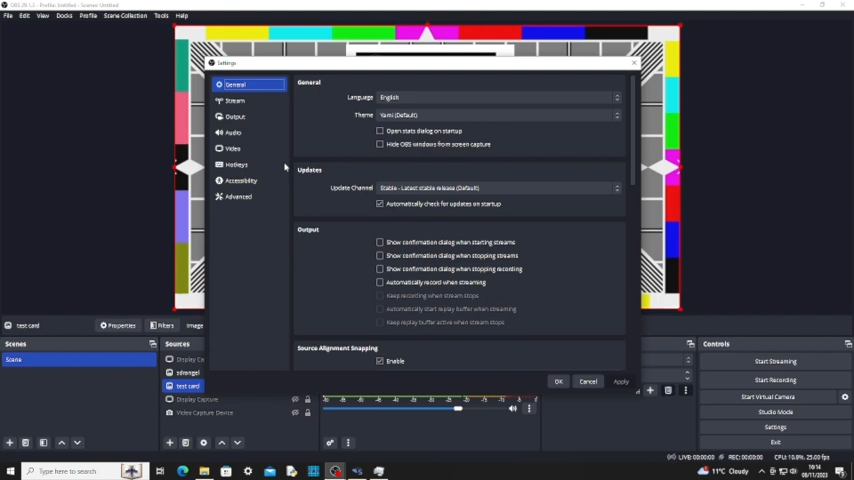 OBS 29.1.3 - Profile: Untitled - Scenes: Untitled
File Edit View Docks Profile Scene Collection Tools Help
Settings
General
Stream
Output
Audio
Video
Hotkeys
Accessibility
Advanced
General
Language English
Theme Yami (Default)
Open stats dialog on startup
Hide OBS windows from screen capture
Updates
Update Channel Stable - Latest stable release (Default)
Automatically check for updates on startup
Output
Show confirmation dialog when starting streams
Show confirmation dialog when stopping streams
Show confirmation dialog when stopping recording
Automatically record when streaming
Keep recording when stream stops
Automatically start replay buffer when streaming
Keep replay buffer active when stream stops
Source Alignment Snapping
Enable
OK Cancel Apply
test card Properties Filters Image
Scenes
Scene
Sources
Display Ca
sdrangel
test card
Display Capture
Video Capture Device
Controls
Start Streaming
Start Recording
Start Virtual Camera
Studio Mode
Settings
Exit
LIVE: 00:00:00 REC: 00:00:00 CPU: 10.8%, 25.00 fps
Type here to search
11°C Cloudy
10:14
08/11/2023